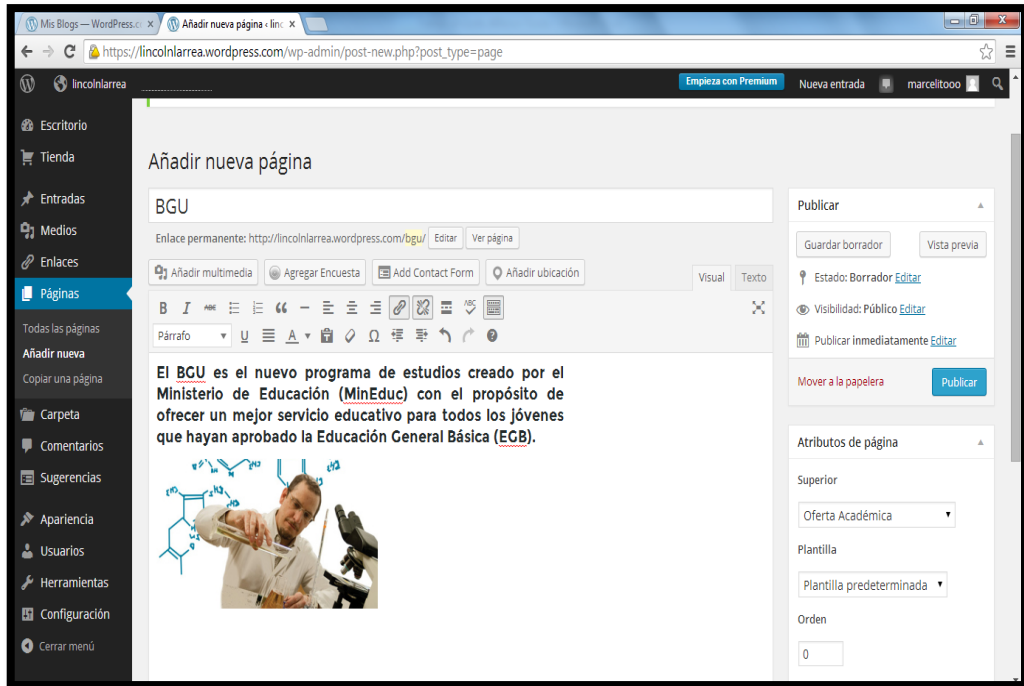 Mis Blogs — WordPress.c
Añadir nueva página ‹ linc
https://lincolnlarrea.wordpress.com/wp-admin/post-new.php?post_type=page
lincolnlarrea
Empieza con Premium
Nueva entrada
marcelitooo
Escritorio
Tienda
Entradas
Medios
Enlaces
Páginas
Todas las páginas
Añadir nueva
Copiar una página
Carpeta
Comentarios
Sugerencias
Apariencia
Usuarios
Herramientas
Configuración
Cerrar menú
Añadir nueva página
BGU
Enlace permanente: http://lincolnlarrea.wordpress.com/bgu/ Editar Ver página
Añadir multimedia Agregar Encuesta Add Contact Form Añadir ubicación
Visual Texto
B I ABC ABC
Párrafo U A Ω
El BGU es el nuevo programa de estudios creado por el
Ministerio de Educación (MinEduc) con el propósito de
ofrecer un mejor servicio educativo para todos los jóvenes
que hayan aprobado la Educación General Básica (EGB).
Publicar
Guardar borrador Vista previa
Estado: Borrador Editar
Visibilidad: Público Editar
Publicar inmediatamente Editar
Mover a la papelera Publicar
Atributos de página
Superior
Oferta Académica
Plantilla
Plantilla predeterminada
Orden
0